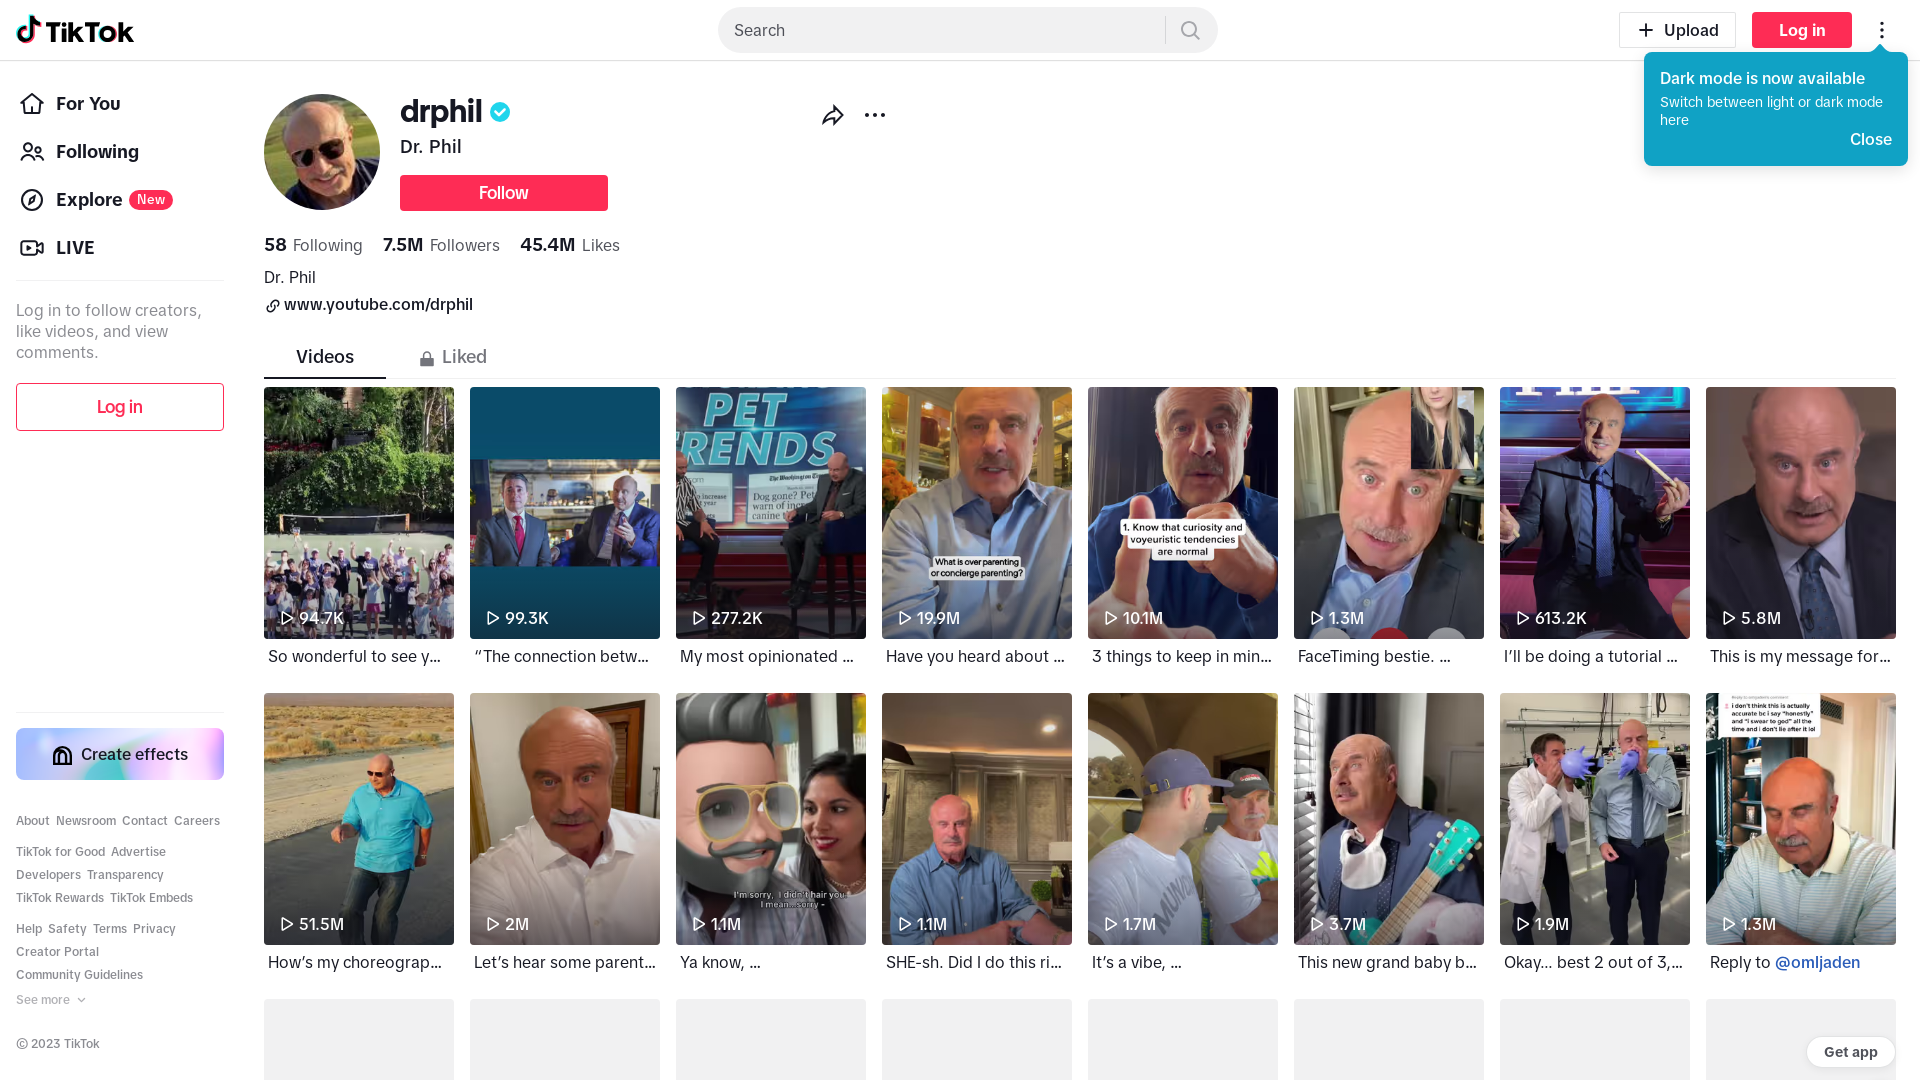 TikTok
Search
Upload
Log in
Dark mode is now available
Switch between light or dark mode
here
Close
For You
Following
Explore New
LIVE
Log in to follow creators,
like videos, and view
comments.
Log in
Create effects
About Newsroom Contact Careers
TikTok for Good Advertise
Developers Transparency
TikTok Rewards TikTok Embeds
Help Safety Terms Privacy
Creator Portal
Community Guidelines
See more
© 2023 TikTok
drphil
Dr. Phil
Follow
58 Following 7.5M Followers 45.4M Likes
Dr. Phil
www.youtube.com/drphil
Videos Liked
94.7K
So wonderful to see y...
99.3K
“The connection betw...
PET
TRENDS
The Washington
Dog gone? Pet
warn of
canine
277.2K
My most opinionated ...
What is over parenting
or concierge parenting?
19.9M
Have you heard about ...
1. Know that curiosity and
voyeuristic tendencies
are normal
10.1M
3 things to keep in min...
1.3M
FaceTiming bestie. ...
613.2K
I’ll be doing a tutorial ...
5.8M
This is my message for...
51.5M
How’s my choreograp...
2M
Let’s hear some parent...
I'm sorry, I didn't hair you.
I mean...sorry -
1.1M
Ya know, ...
1.1M
SHE-sh. Did I do this ri...
1.7M
It’s a vibe, ...
3.7M
This new grand baby b...
1.9M
Okay... best 2 out of 3,...
i don't think this is actually
accurate bc i say "honestly"
and "i swear to god" all the
time and i don't lie after it lol
1.3M
Reply to @omljaden
Get app